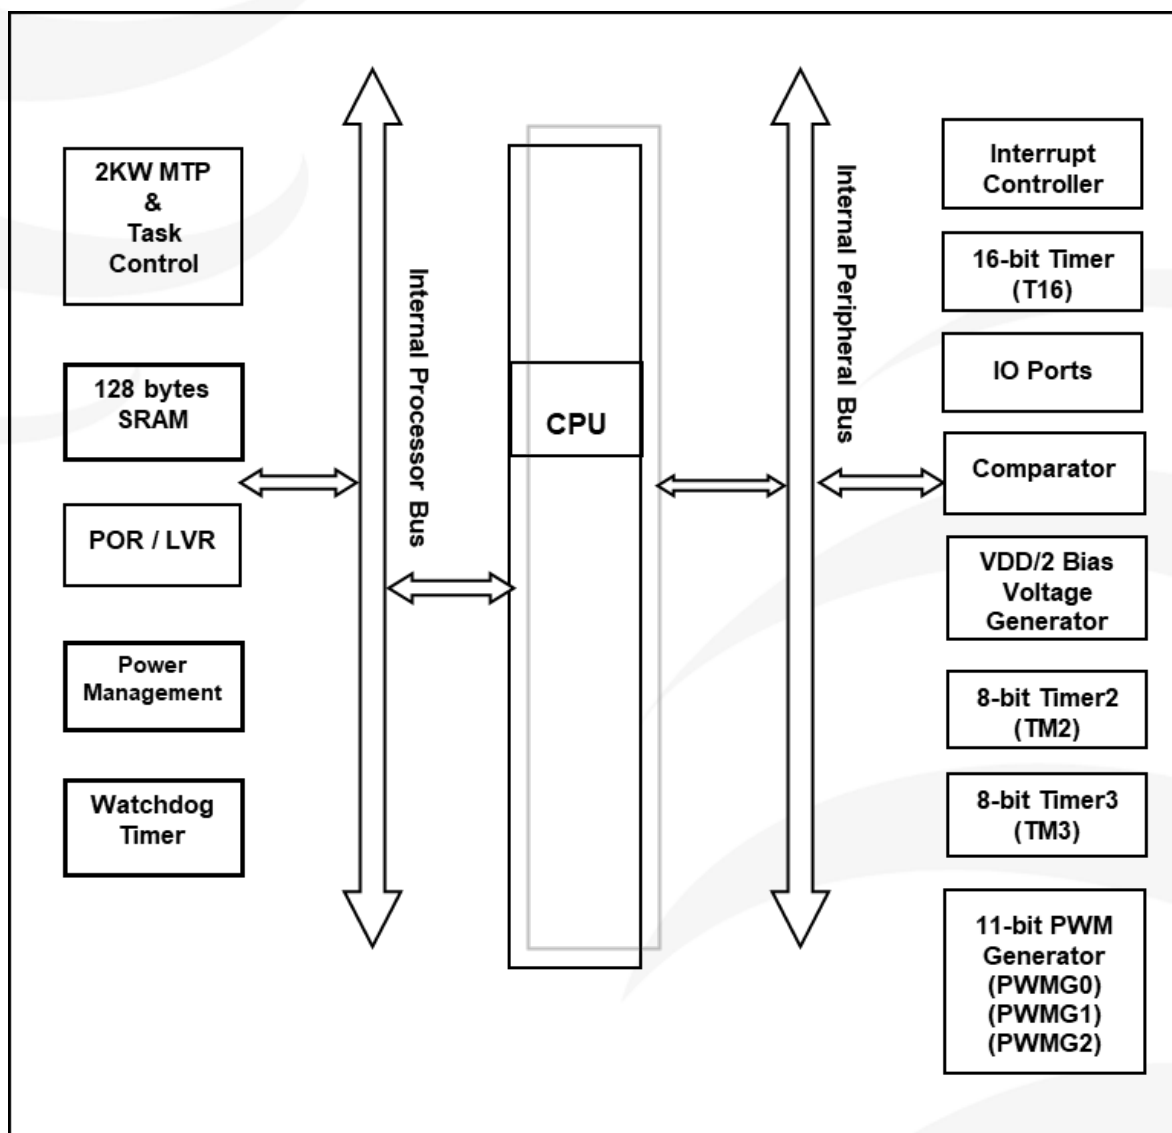 2KW MTP
&
Task
Control
128 bytes
SRAM
POR / LVR
Power
Management
Watchdog
Timer
Internal Processor Bus
CPU
Internal Peripheral Bus
Interrupt
Controller
16-bit Timer
(T16)
IO Ports
Comparator
VDD/2 Bias
Voltage
Generator
8-bit Timer2
(TM2)
8-bit Timer3
(TM3)
11-bit PWM
Generator
(PWMG0)
(PWMG1)
(PWMG2)